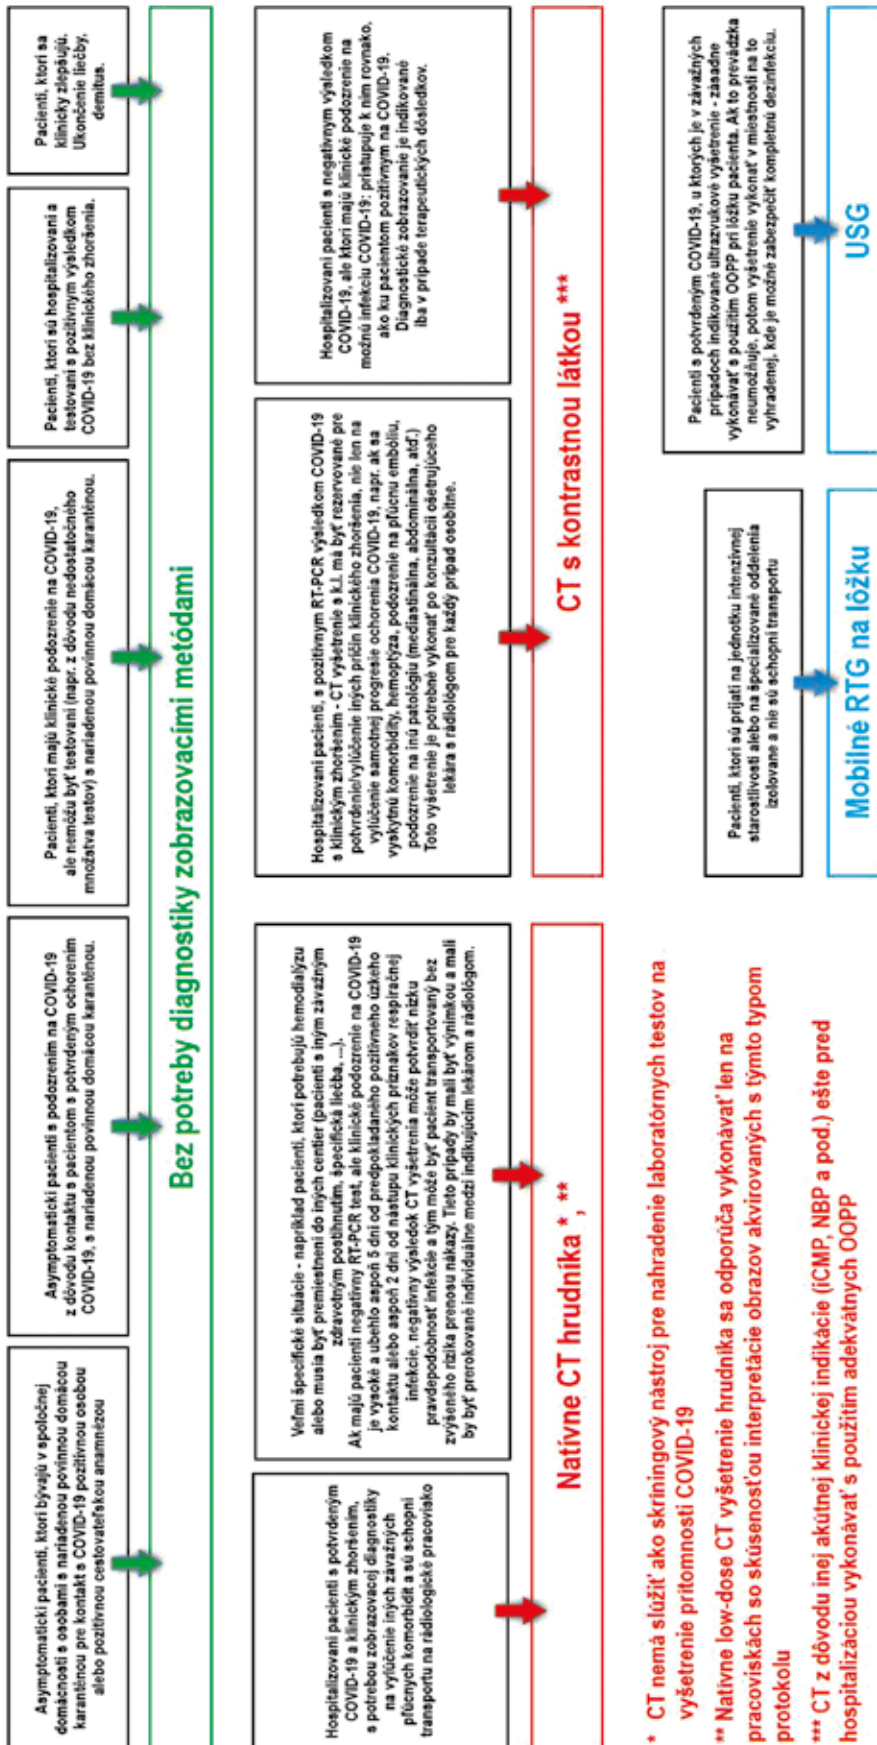 Asymptomatickí pacienti, ktorí bývajú v spoločnej
domácnosti s osobami s nariadenou povinnou domácou
karanténou pre kontakt s COVID-19 pozitívnou osobou
alebo pozitívnou cestovateľskou anamnézou
Asymptomatickí pacienti s podozrením na COVID-19
z dôvodu kontaktu s pacientom s potvrdeným ochorením
COVID-19, s nariadenou povinnou domácou karanténou.
Pacienti, ktorí majú klinické podozrenie na COVID-19,
ale nemôžu byť testovaní (napr. z dôvodu nedostatočného
množstva testov) s nariadenou povinnou domácou karanténou.
Pacienti, ktorí sú hospitalizovaní a
testovaní s pozitívnym výsledkom
COVID-19 bez klinického zhoršenia.
Pacienti, ktorí sa
klinicky zlepšujú.
Ukončenie liečby,
demitus.
Bez potreby diagnostiky zobrazovacími metódami
Hospitalizovaní pacienti s potvrdeným
COVID-19 a klinickým zhoršením,
s potrebou zobrazovacej diagnostiky
na vylúčenie iných závažných
pľúcnych komorbidít a sú schopní
transportu na rádiologické pracovisko
Veľmi špecifické situácie - napríklad pacienti, ktorí potrebujú hemodialýzu
alebo musia byť premiestnení do iných centier (pacienti s iným závažným
zdravotným postihnutím, špecifická liečba, ...).
Ak majú pacienti negatívny RT-PCR test, ale klinické podozrenie na COVID-19
je vysoké a ubehlo aspoň 5 dní od predpokladaného pozitívneho úzkeho
kontaktu alebo aspoň 2 dni od nástupu klinických príznakov respiračnej
infekcie, negatívny výsledok CT vyšetrenia môže potvrdiť nízku
pravdepodobnosť infekcie a tým môže byť pacient transportovaný bez
zvýšeného rizika prenosu nákazy. Tieto prípady by mali byť výnimkou a mali
by byť prerokované individuálne medzi indikujúcim lekárom a rádiológom.
Natívne CT hrudníka *, **
Hospitalizovaní pacienti, s pozitívnym RT-PCR výsledkom COVID-19
s klinickým zhoršením - CT vyšetrenie s k.l. má byť rezervované pre
potvrdenie/vylúčenie iných príčin klinického zhoršenia, nie len na
vylúčenie samotnej progresie ochorenia COVID-19, napr. ak sa
vyskytnú komorbidity, hemoptýza, podozrenie na pľúcnu embóliu,
podozrenie na inú patológiu (mediastinálna, abdominálna, atď.)
Toto vyšetrenie je potrebné vykonať po konzultácii ošetrujúceho
lekára s rádiológom pre každý prípad osobitne.
Hospitalizovaní pacienti s negatívnym výsledkom
COVID-19, ale ktorí majú klinické podozrenie na
možnú infekciu COVID-19: pristupuje k nim rovnako,
ako ku pacientom pozitívnym na COVID-19.
Diagnostické zobrazovanie je indikované
iba v prípade terapeutických dôsledkov.
CT s kontrastnou látkou ***
* CT nemá slúžiť ako skríningový nástroj pre nahradenie laboratórnych testov na
vyšetrenie prítomnosti COVID-19
** Natívne low-dose CT vyšetrenie hrudníka sa odporúča vykonávať len na
pracoviskách so skúsenosťou interpretácie obrazov akvirovaných s týmto typom
protokolu
*** CT z dôvodu inej akútnej klinickej indikácie (iCMP, NBP a pod.) ešte pred
hospitalizáciou vykonávať s použitím adekvátnych OOPP
Pacienti, ktorí sú prijatí na jednotku intenzívnej
starostlivosti alebo na špecializované oddelenia
izolovane a nie sú schopní transportu
Mobilné RTG na lôžku
Pacienti s potvrdeným COVID-19, u ktorých je v závažných
prípadoch indikované ultrazvukové vyšetrenie - zásadne
vykonávať s použitím OOPP pri lôžku pacienta. Ak to prevádzka
neumožňuje, potom vyšetrenie vykonať v miestnosti na to
vyhradenej, kde je možné zabezpečiť kompletnú dezinfekciu.
USG